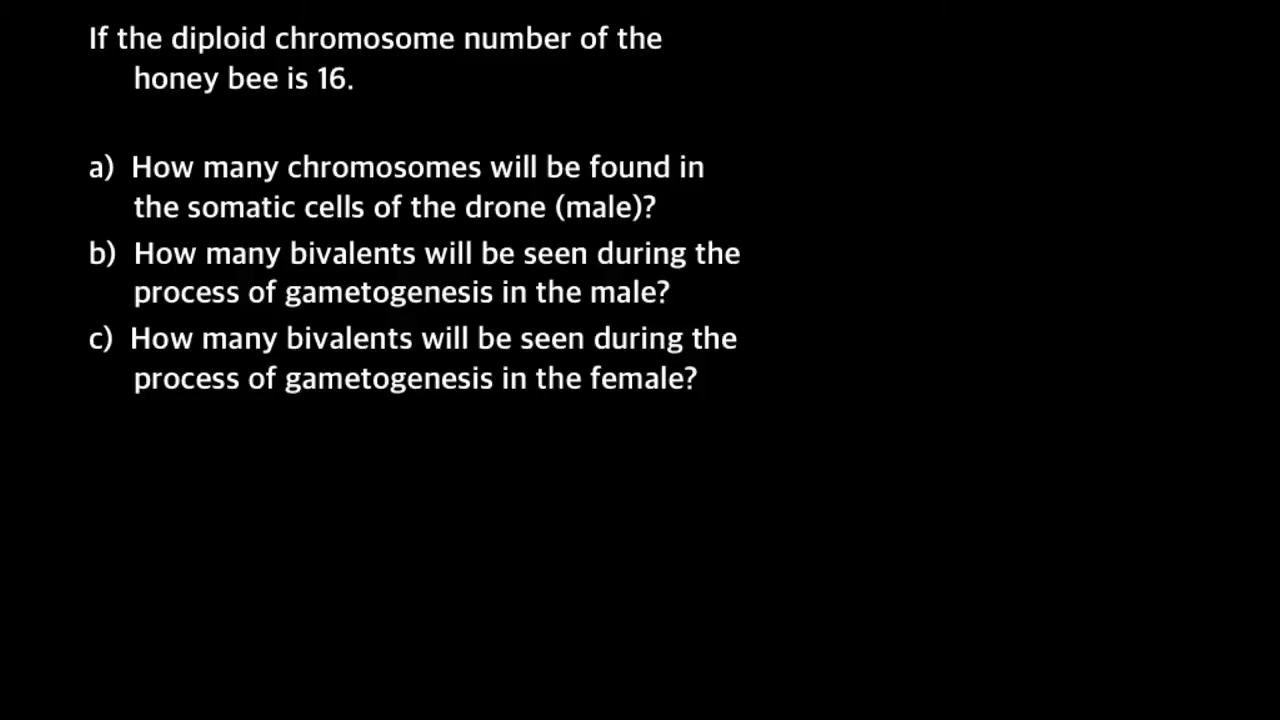 If the diploid chromosome number of the
honey bee is 16.
a) How many chromosomes will be found in
the somatic cells of the drone (male)?
b) How many bivalents will be seen during the
process of gametogenesis in the male?
c) How many bivalents will be seen during the
process of gametogenesis in the female?